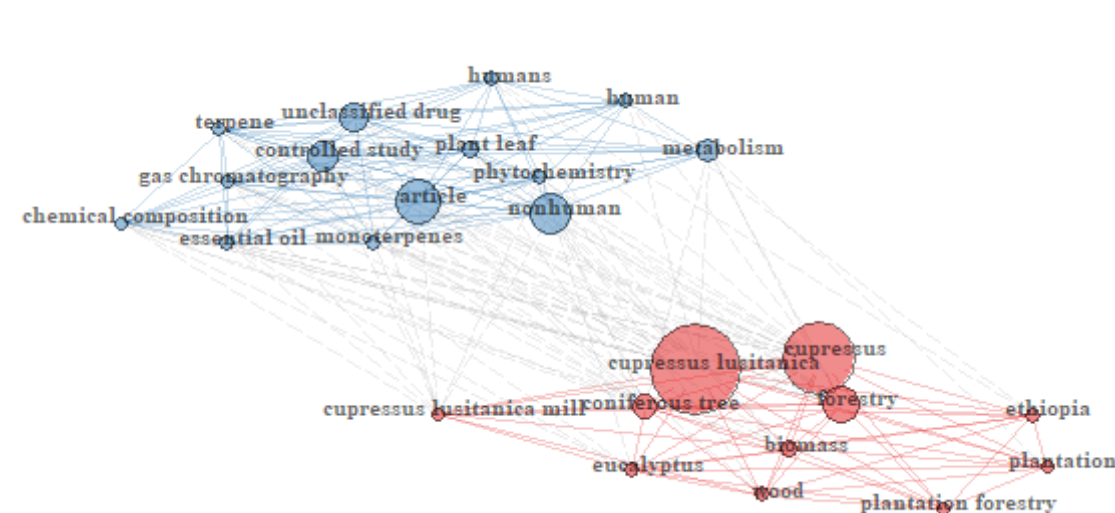 humans
human
unclassified drug
terpene
plant leaf
controlled study
metabolism
phytochemistry
gas chromatography
article
nonhuman
chemical composition
essential oil
monoterpenes
cupressus
cupressus lusitanica
forestry
coniferous tree
cupressus lusitanica mill
ethiopia
biomass
plantation
eucalyptus
wood
plantation forestry